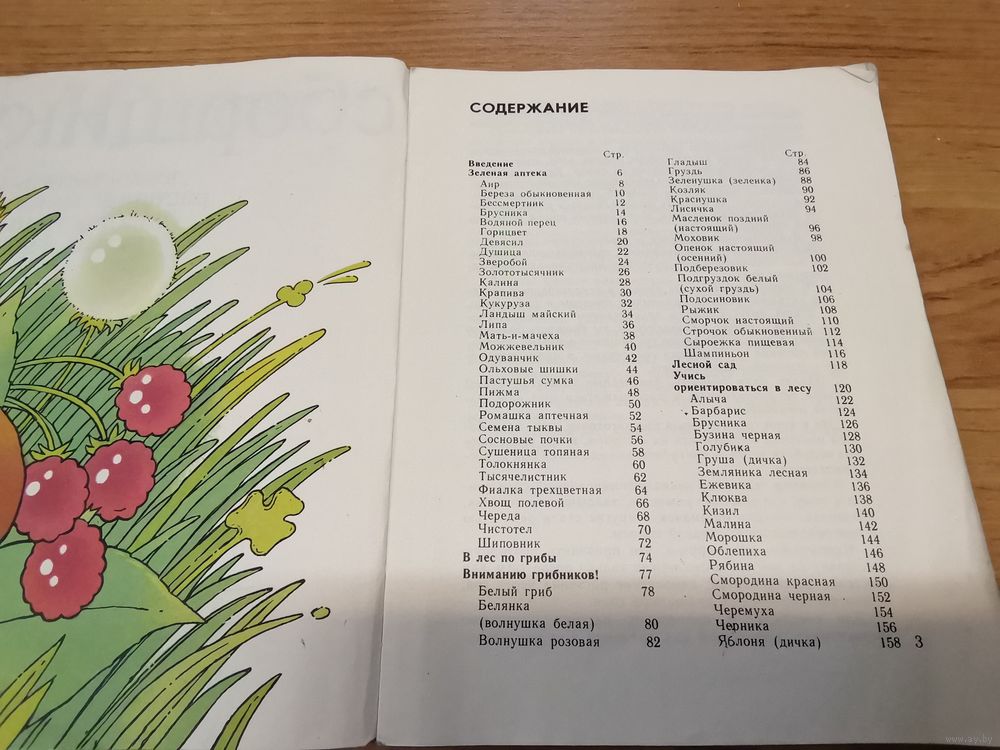 СОДЕРЖАНИЕ
Стр.
Введение
Зеленая аптека 6
Аир 8
Береза обыкновенная 10
Бессмертник 12
Брусника 14
Водяной перец 16
Горицвет 18
Девясил 20
Душица 22
Зверобой 24
Золототысячник 26
Калина 28
Крапива 30
Кукуруза 32
Ландыш майский 34
Липа 36
Мать-и-мачеха 38
Можжевельник 40
Одуванчик 42
Ольховые шишки 44
Пастушья сумка 46
Пижма 48
Подорожник 50
Ромашка аптечная 52
Семена тыквы 54
Сосновые почки 56
Сушеница топяная 58
Толокнянка 60
Тысячелистник 62
Фиалка трехцветная 64
Хвощ полевой 66
Череда 68
Чистотел 70
Шиповник 72
В лес по грибы 74
Вниманию грибников! 77
Белый гриб 78
Белянка
(волнушка белая) 80
Волнушка розовая 82
Стр.
Гладыш 84
Груздь 86
Зеленушка (зеленка) 88
Козляк 90
Краснушка 92
Лисичка 94
Масленок поздний
(настоящий) 96
Моховик 98
Опенок настоящий
(осенний) 100
Подберезовик 102
Подгруздок белый
(сухой груздь) 104
Подосиновик 106
Рыжик 108
Сморчок настоящий 110
Строчок обыкновенный 112
Сыроежка пищевая 114
Шампиньон 116
Лесной сад 118
Учись
ориентироваться в лесу 120
Алыча 122
Барбарис 124
Брусника 126
Бузина черная 128
Голубика 130
Груша (дичка) 132
Земляника лесная 134
Ежевика 136
Клюква 138
Кизил 140
Малина 142
Морошка 144
Облепиха 146
Рябина 148
Смородина красная 150
Смородина черная 152
Черемуха 154
Черника 156
Яблоня (дичка) 158
3
www.ay.by